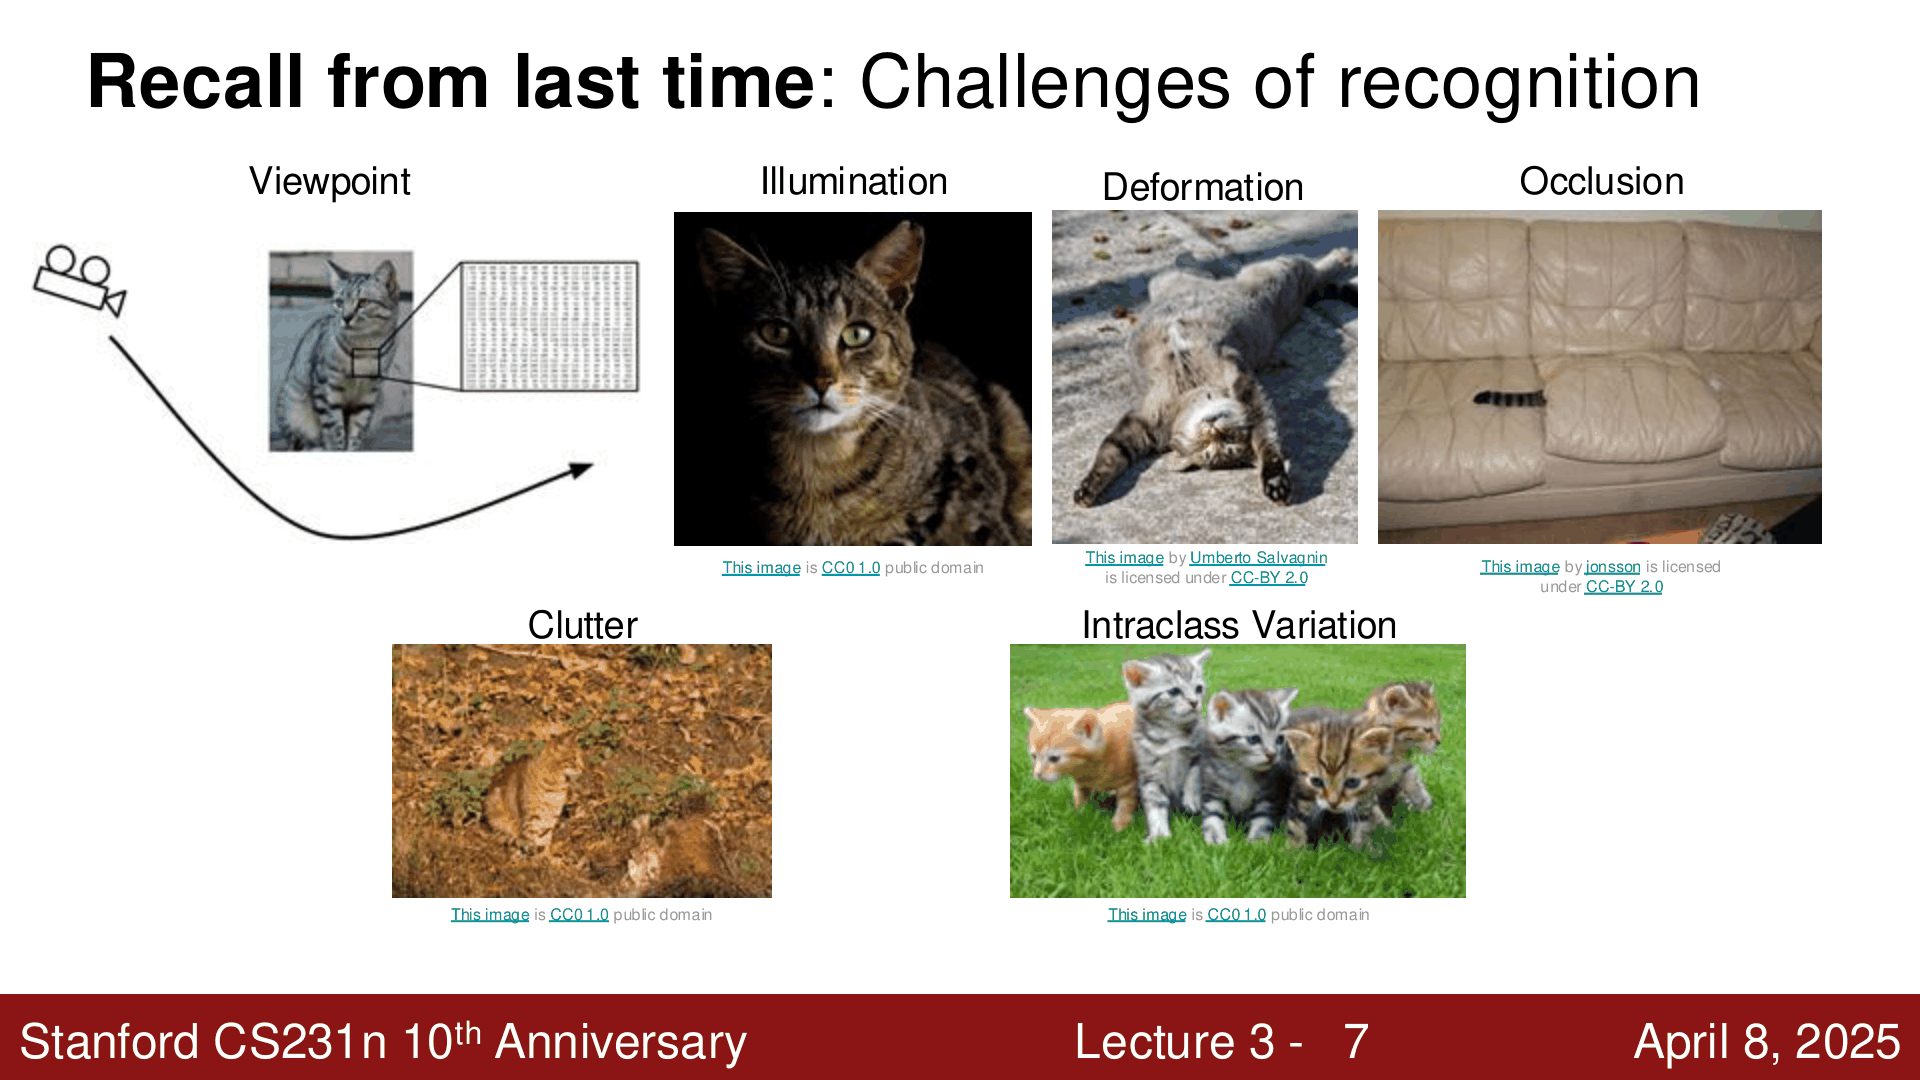 Recall from last time: Challenges of recognition
Viewpoint
Illumination
Deformation
Occlusion
This image is CC0 1.0 public domain
This image by Umberto Salvagnin
is licensed under CC-BY 2.0
This image by jonsson is licensed
under CC-BY 2.0
Clutter
Intraclass Variation
This image is CC0 1.0 public domain
This image is CC0 1.0 public domain
Stanford CS231n 10th Anniversary
Lecture 3 - 7
April 8, 2025